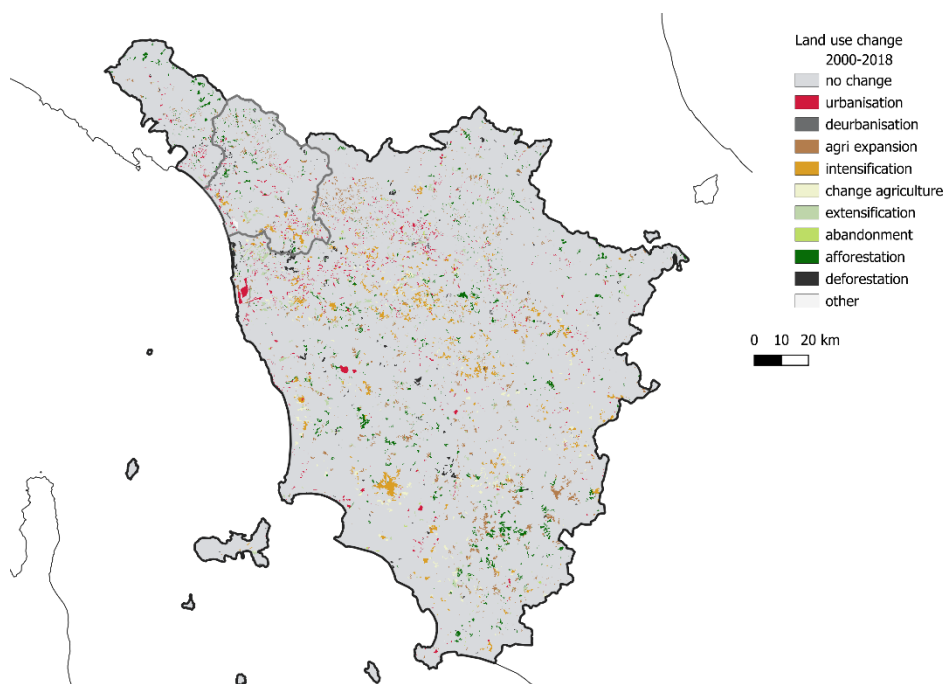 Land use change
2000-2018
no change
urbanisation
deurbanisation
agri expansion
intensification
change agriculture
extensification
abandonment
afforestation
deforestation
other
0 10 20 km